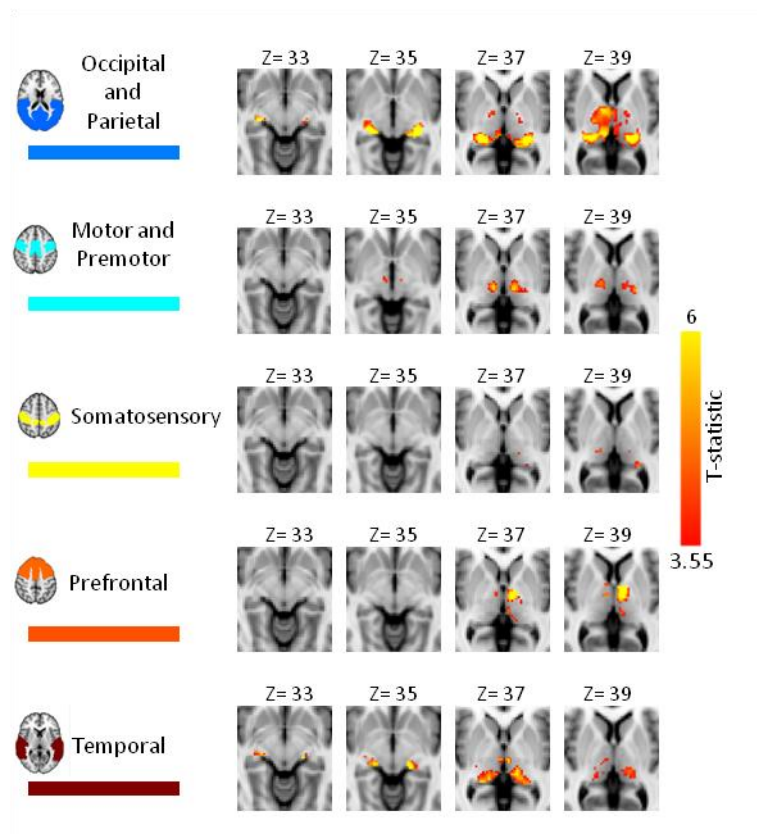 Occipital
and
Parietal
Z= 33 Z= 35 Z= 37 Z= 39
Motor and
Premotor
Z= 33 Z= 35 Z= 37 Z= 39
Somatosensory
Z= 33 Z= 35 Z= 37 Z= 39
Prefrontal
Z= 33 Z= 35 Z= 37 Z= 39
Temporal
Z= 33 Z= 35 Z= 37 Z= 39
6
T-statistic
3.55